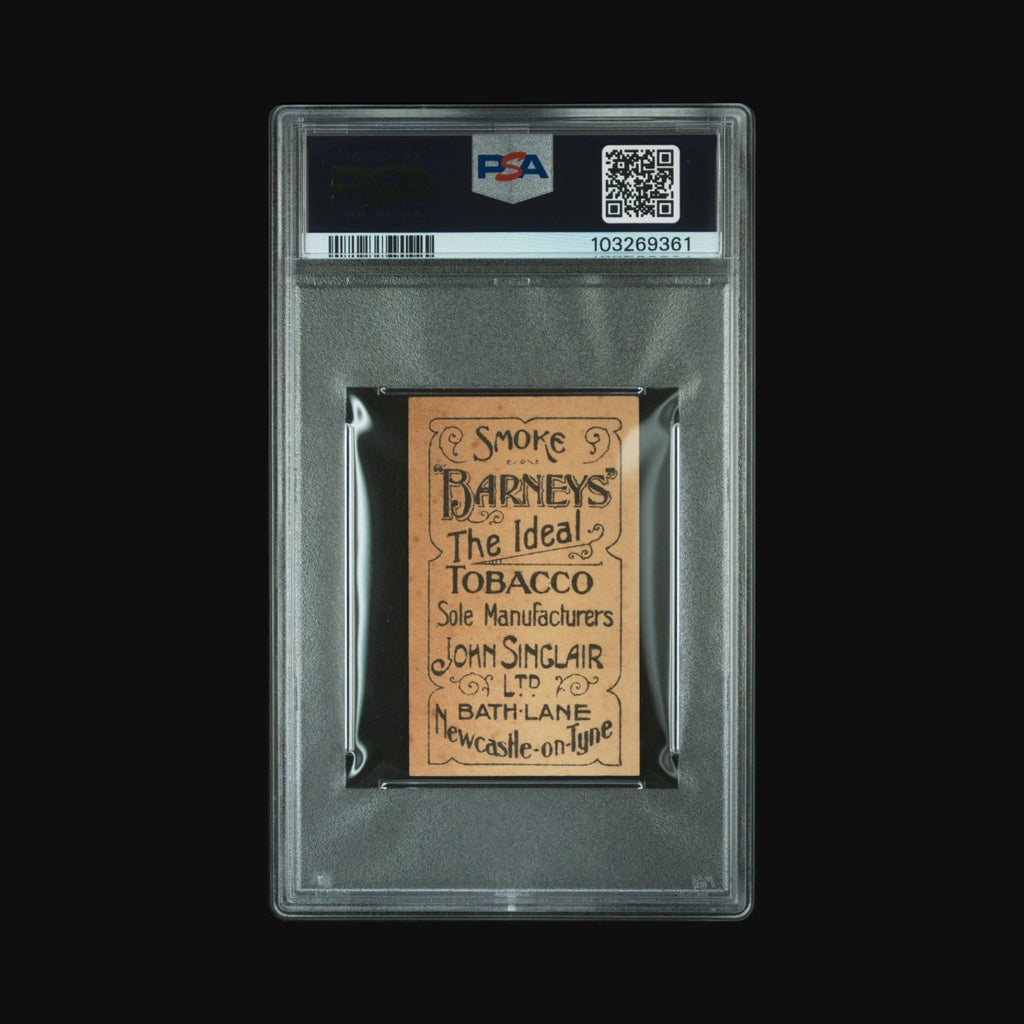 PSA
103269361
SMOKE
"BARNEYS"
The Ideal
TOBACCO
Sole Manufacturers
JOHN SINCLAIR
LTD
BATH·LANE
Newcastle-on-Tyne